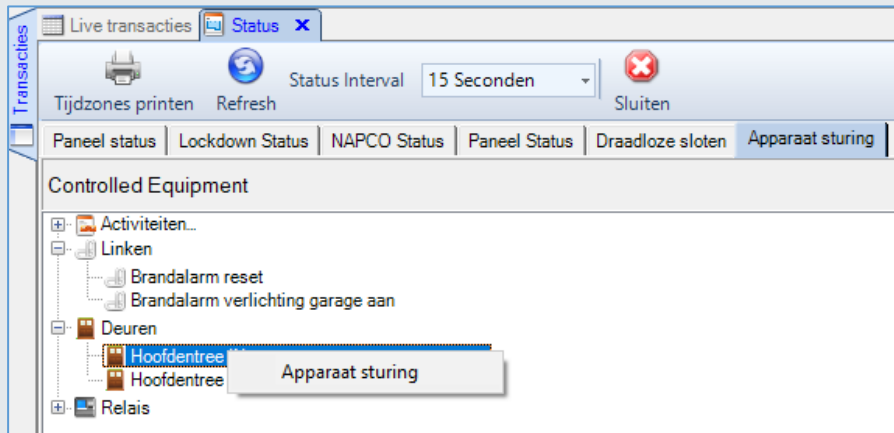 Transacties
Live transacties Status
Tijdzones printen Refresh Status Interval 15 Seconden Sluiten
Paneel status Lockdown Status NAPCO Status Paneel Status Draadloze sloten Apparaat sturing
Controlled Equipment
Activiteiten...
Linken
Brandalarm reset
Brandalarm verlichting garage aan
Deuren
Hoofdentree
Hoofdentree
Apparaat sturing
Relais